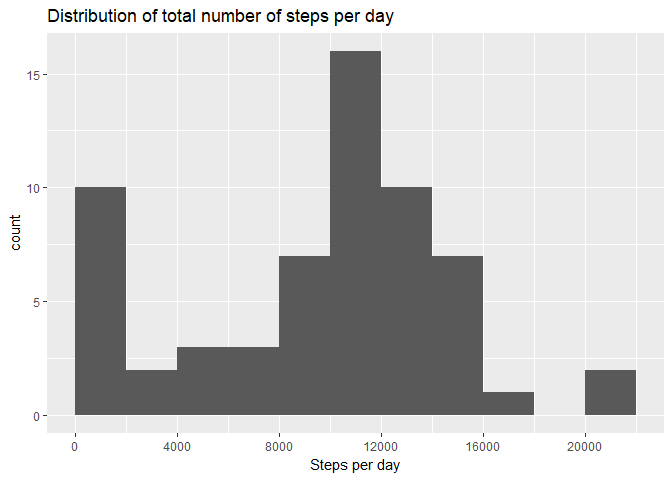 Distribution of total number of steps per day
15
10
5
0
count
0 4000 8000 12000 16000 20000
Steps per day